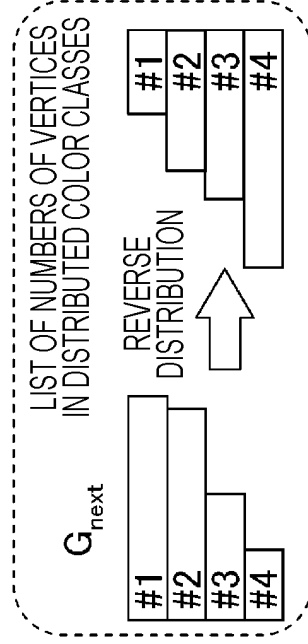 LIST OF NUMBERS OF VERTICES
IN DISTRIBUTED COLOR CLASSES
Gnext
REVERSE
DISTRIBUTION
#1
#2
#3
#4
#1
#2
#3
#4